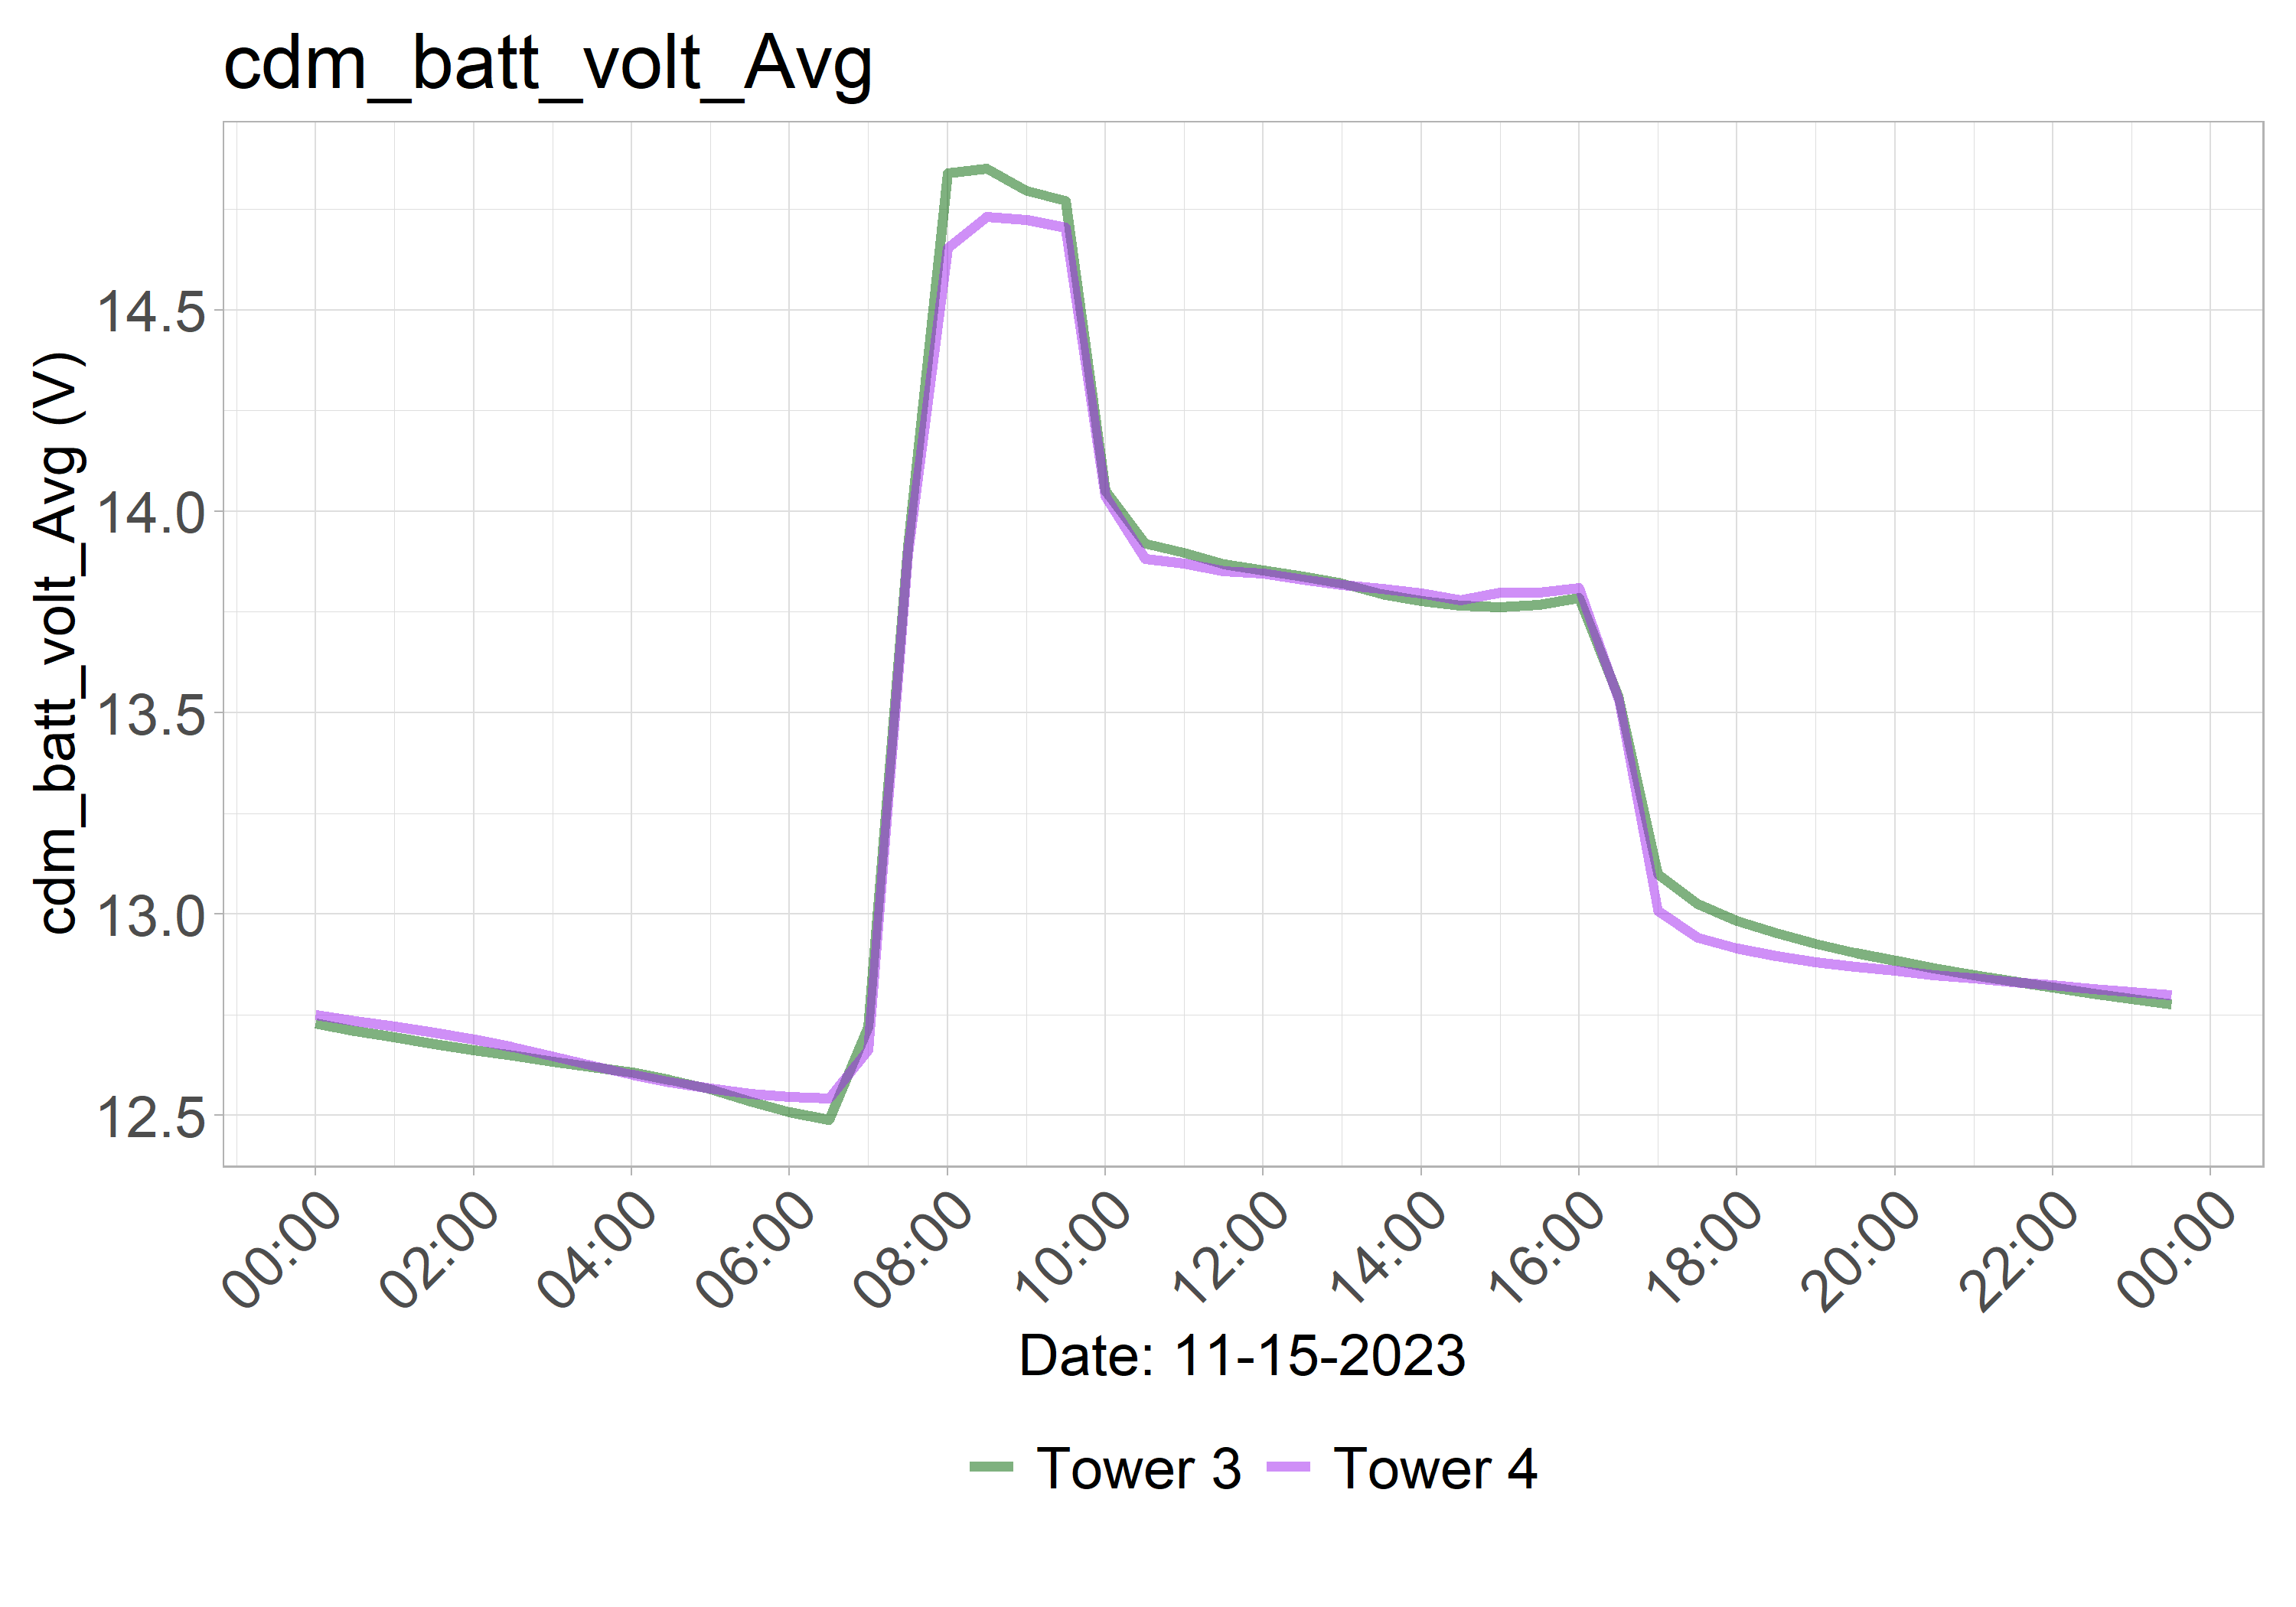 cdm_batt_volt_Avg
cdm_batt_volt_Avg (V)
14.5
14.0
13.5
13.0
12.5
00:00 02:00 04:00 06:00 08:00 10:00 12:00 14:00 16:00 18:00 20:00 22:00 00:00
Date: 11-15-2023
Tower 3 Tower 4